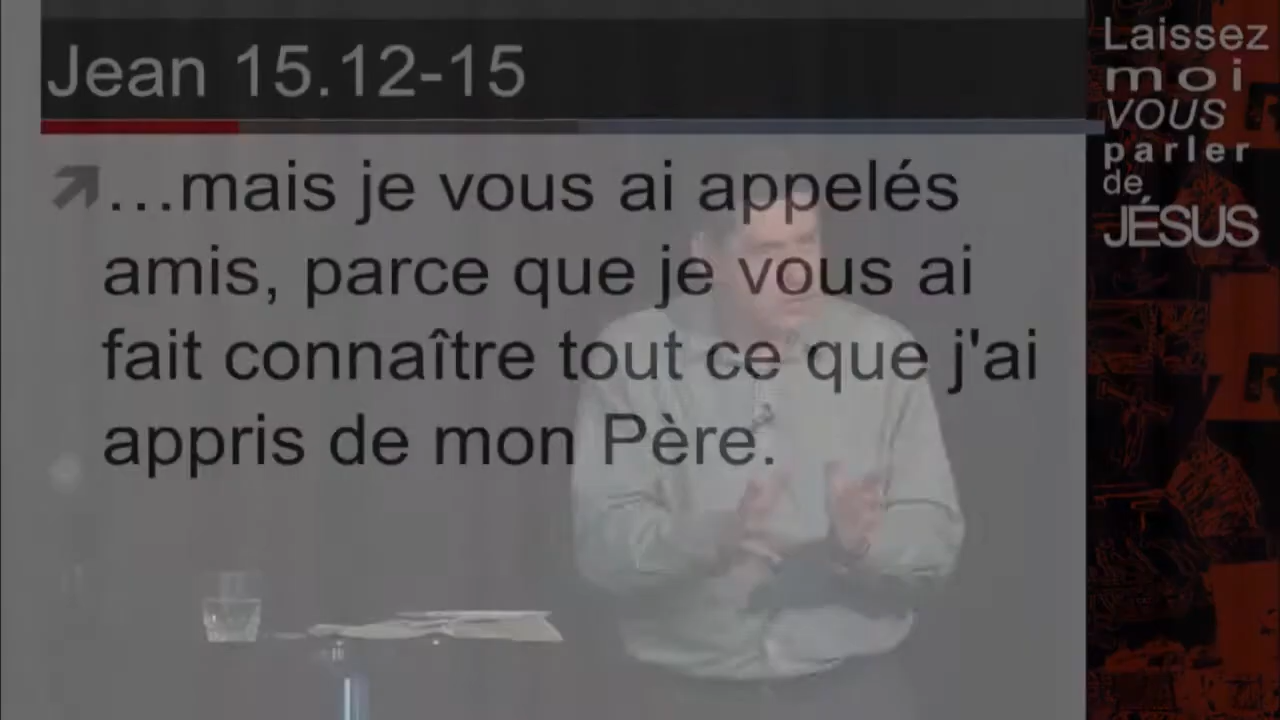 Jean 15.12-15
…mais je vous ai appelés
amis, parce que je vous ai
fait connaître tout ce que j'ai
appris de mon Père.
Laissez
moi
vous
parler
de
JÉSUS